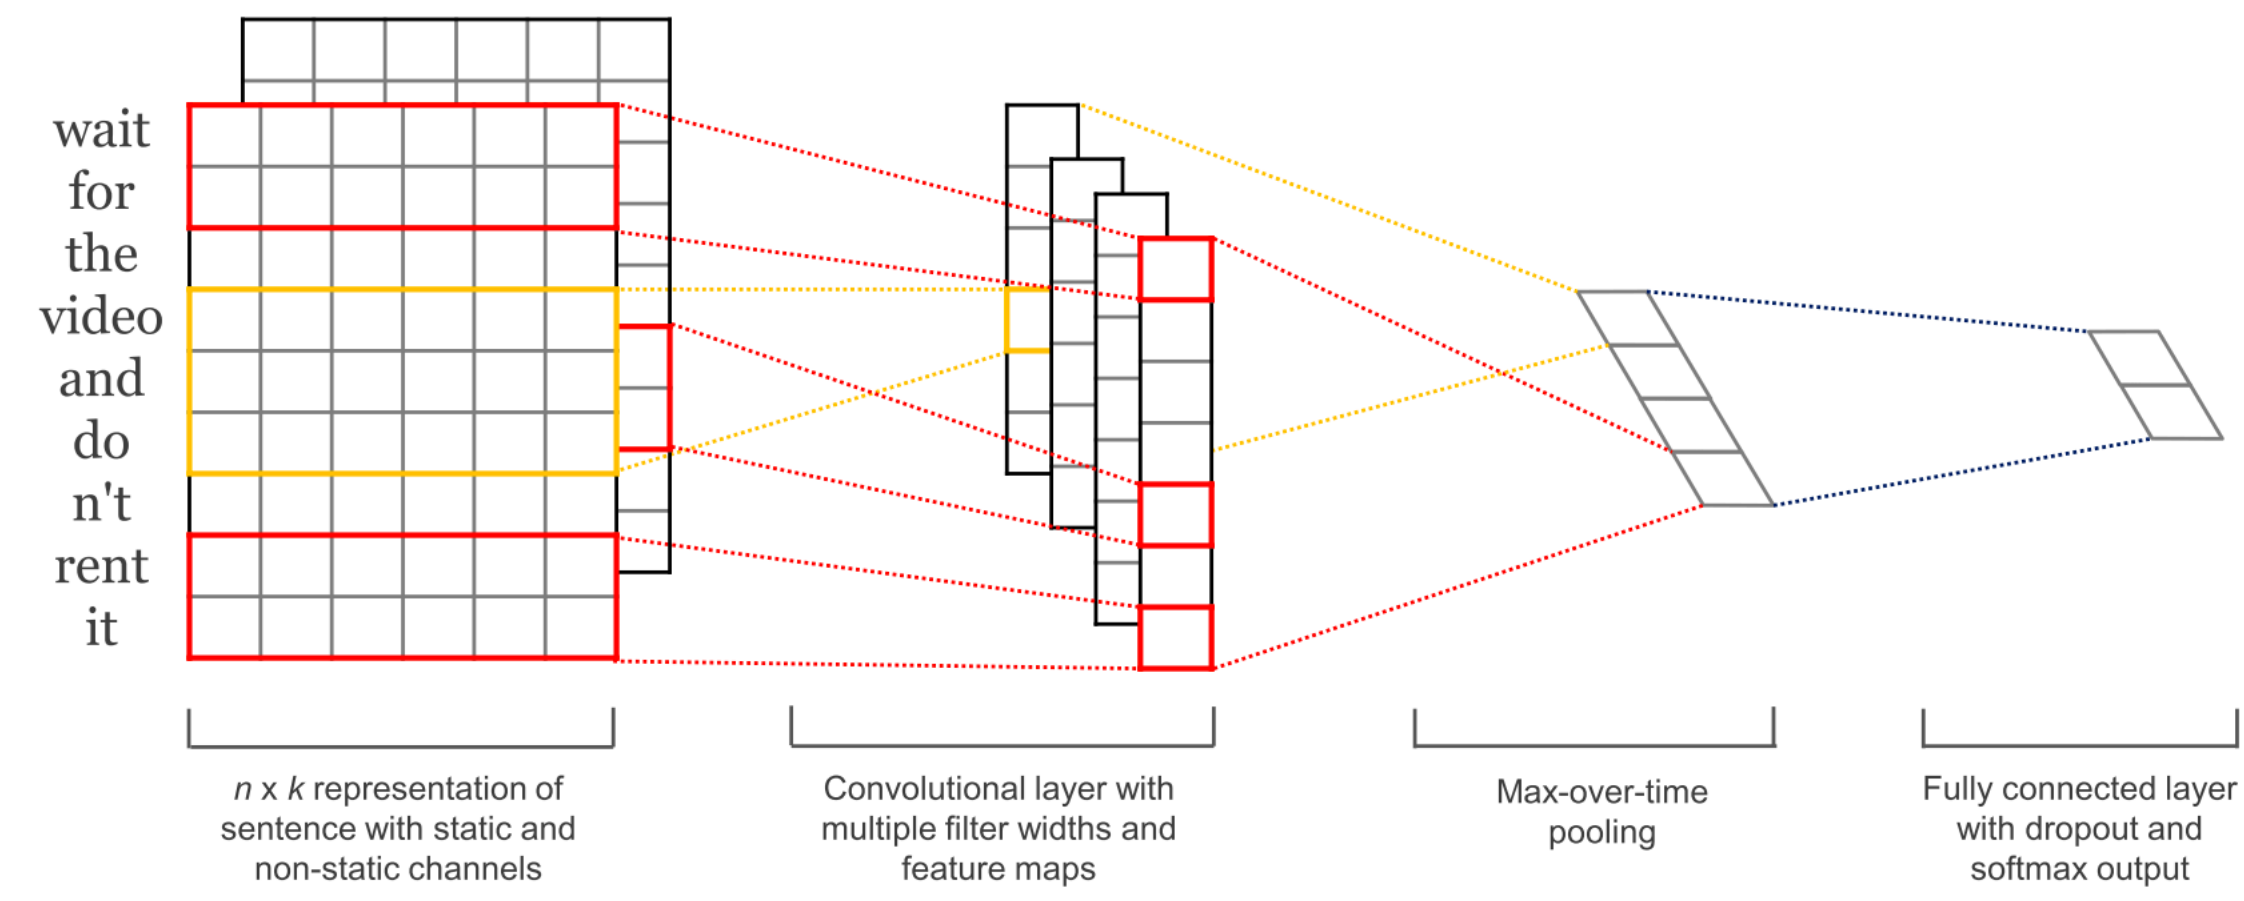 wait
for
the
video
and
do
n't
rent
it
n x k representation of
sentence with static and
non-static channels
Convolutional layer with
multiple filter widths and
feature maps
Max-over-time
pooling
Fully connected layer
with dropout and
softmax output